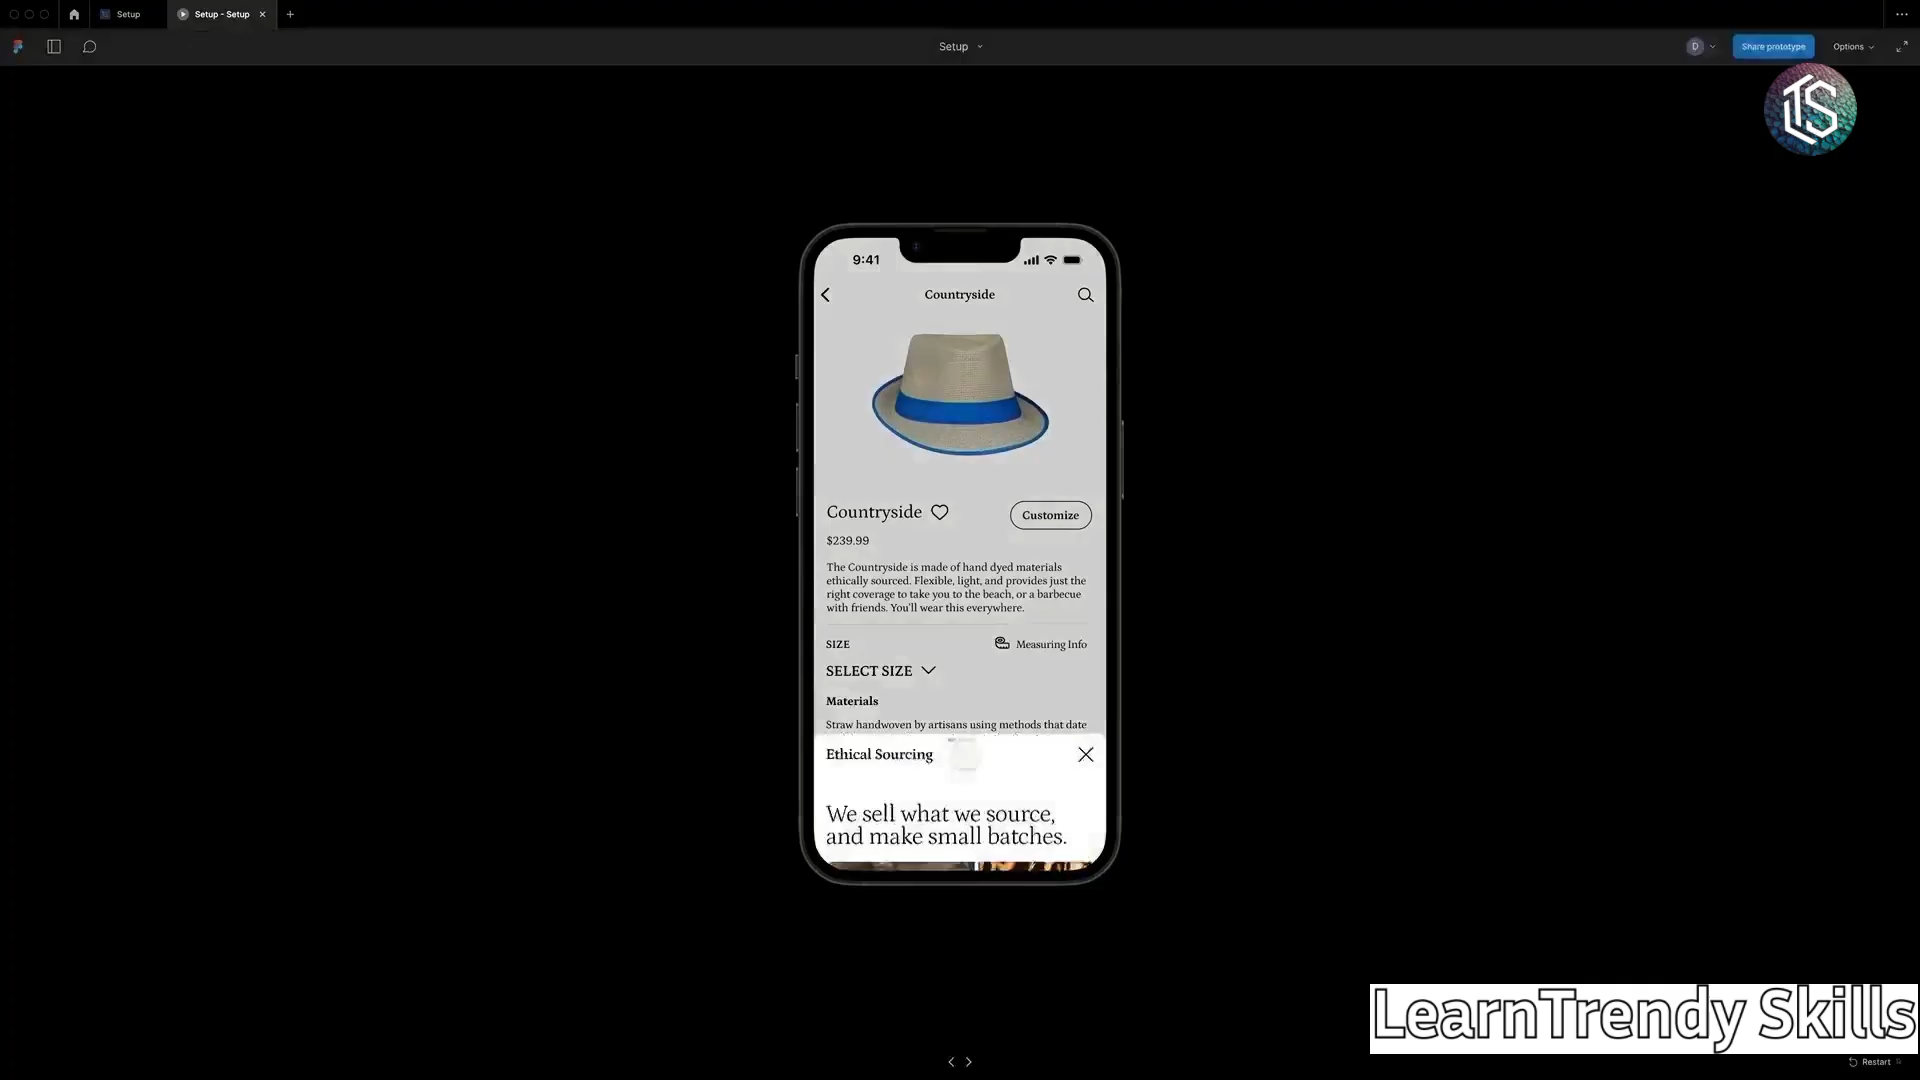 Setup
Setup - Setup
Setup
D
Share prototype
Options
TS
9:41
Countryside
Countryside
Customize
$239.99
The Countryside is made of hand dyed materials
ethically sourced. Flexible, light, and provides just the
right coverage to take you to the beach, or a barbecue
with friends. You'll wear this everywhere.
SIZE
Measuring Info
SELECT SIZE
Materials
Straw handwoven by artisans using methods that date
Ethical Sourcing
We sell what we source,
and make small batches.
LearnTrendy Skills
Restart